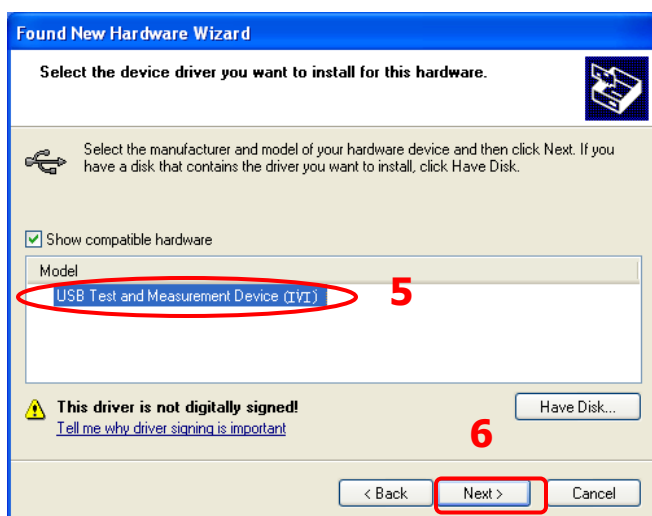 Found New Hardware Wizard
Select the device driver you want to install for this hardware.
Select the manufacturer and model of your hardware device and then click Next. If you
have a disk that contains the driver you want to install, click Have Disk.
Show compatible hardware
Model
USB Test and Measurement Device (IVI)
5
This driver is not digitally signed!
Have Disk...
Tell me why driver signing is important
6
< Back
Next >
Cancel